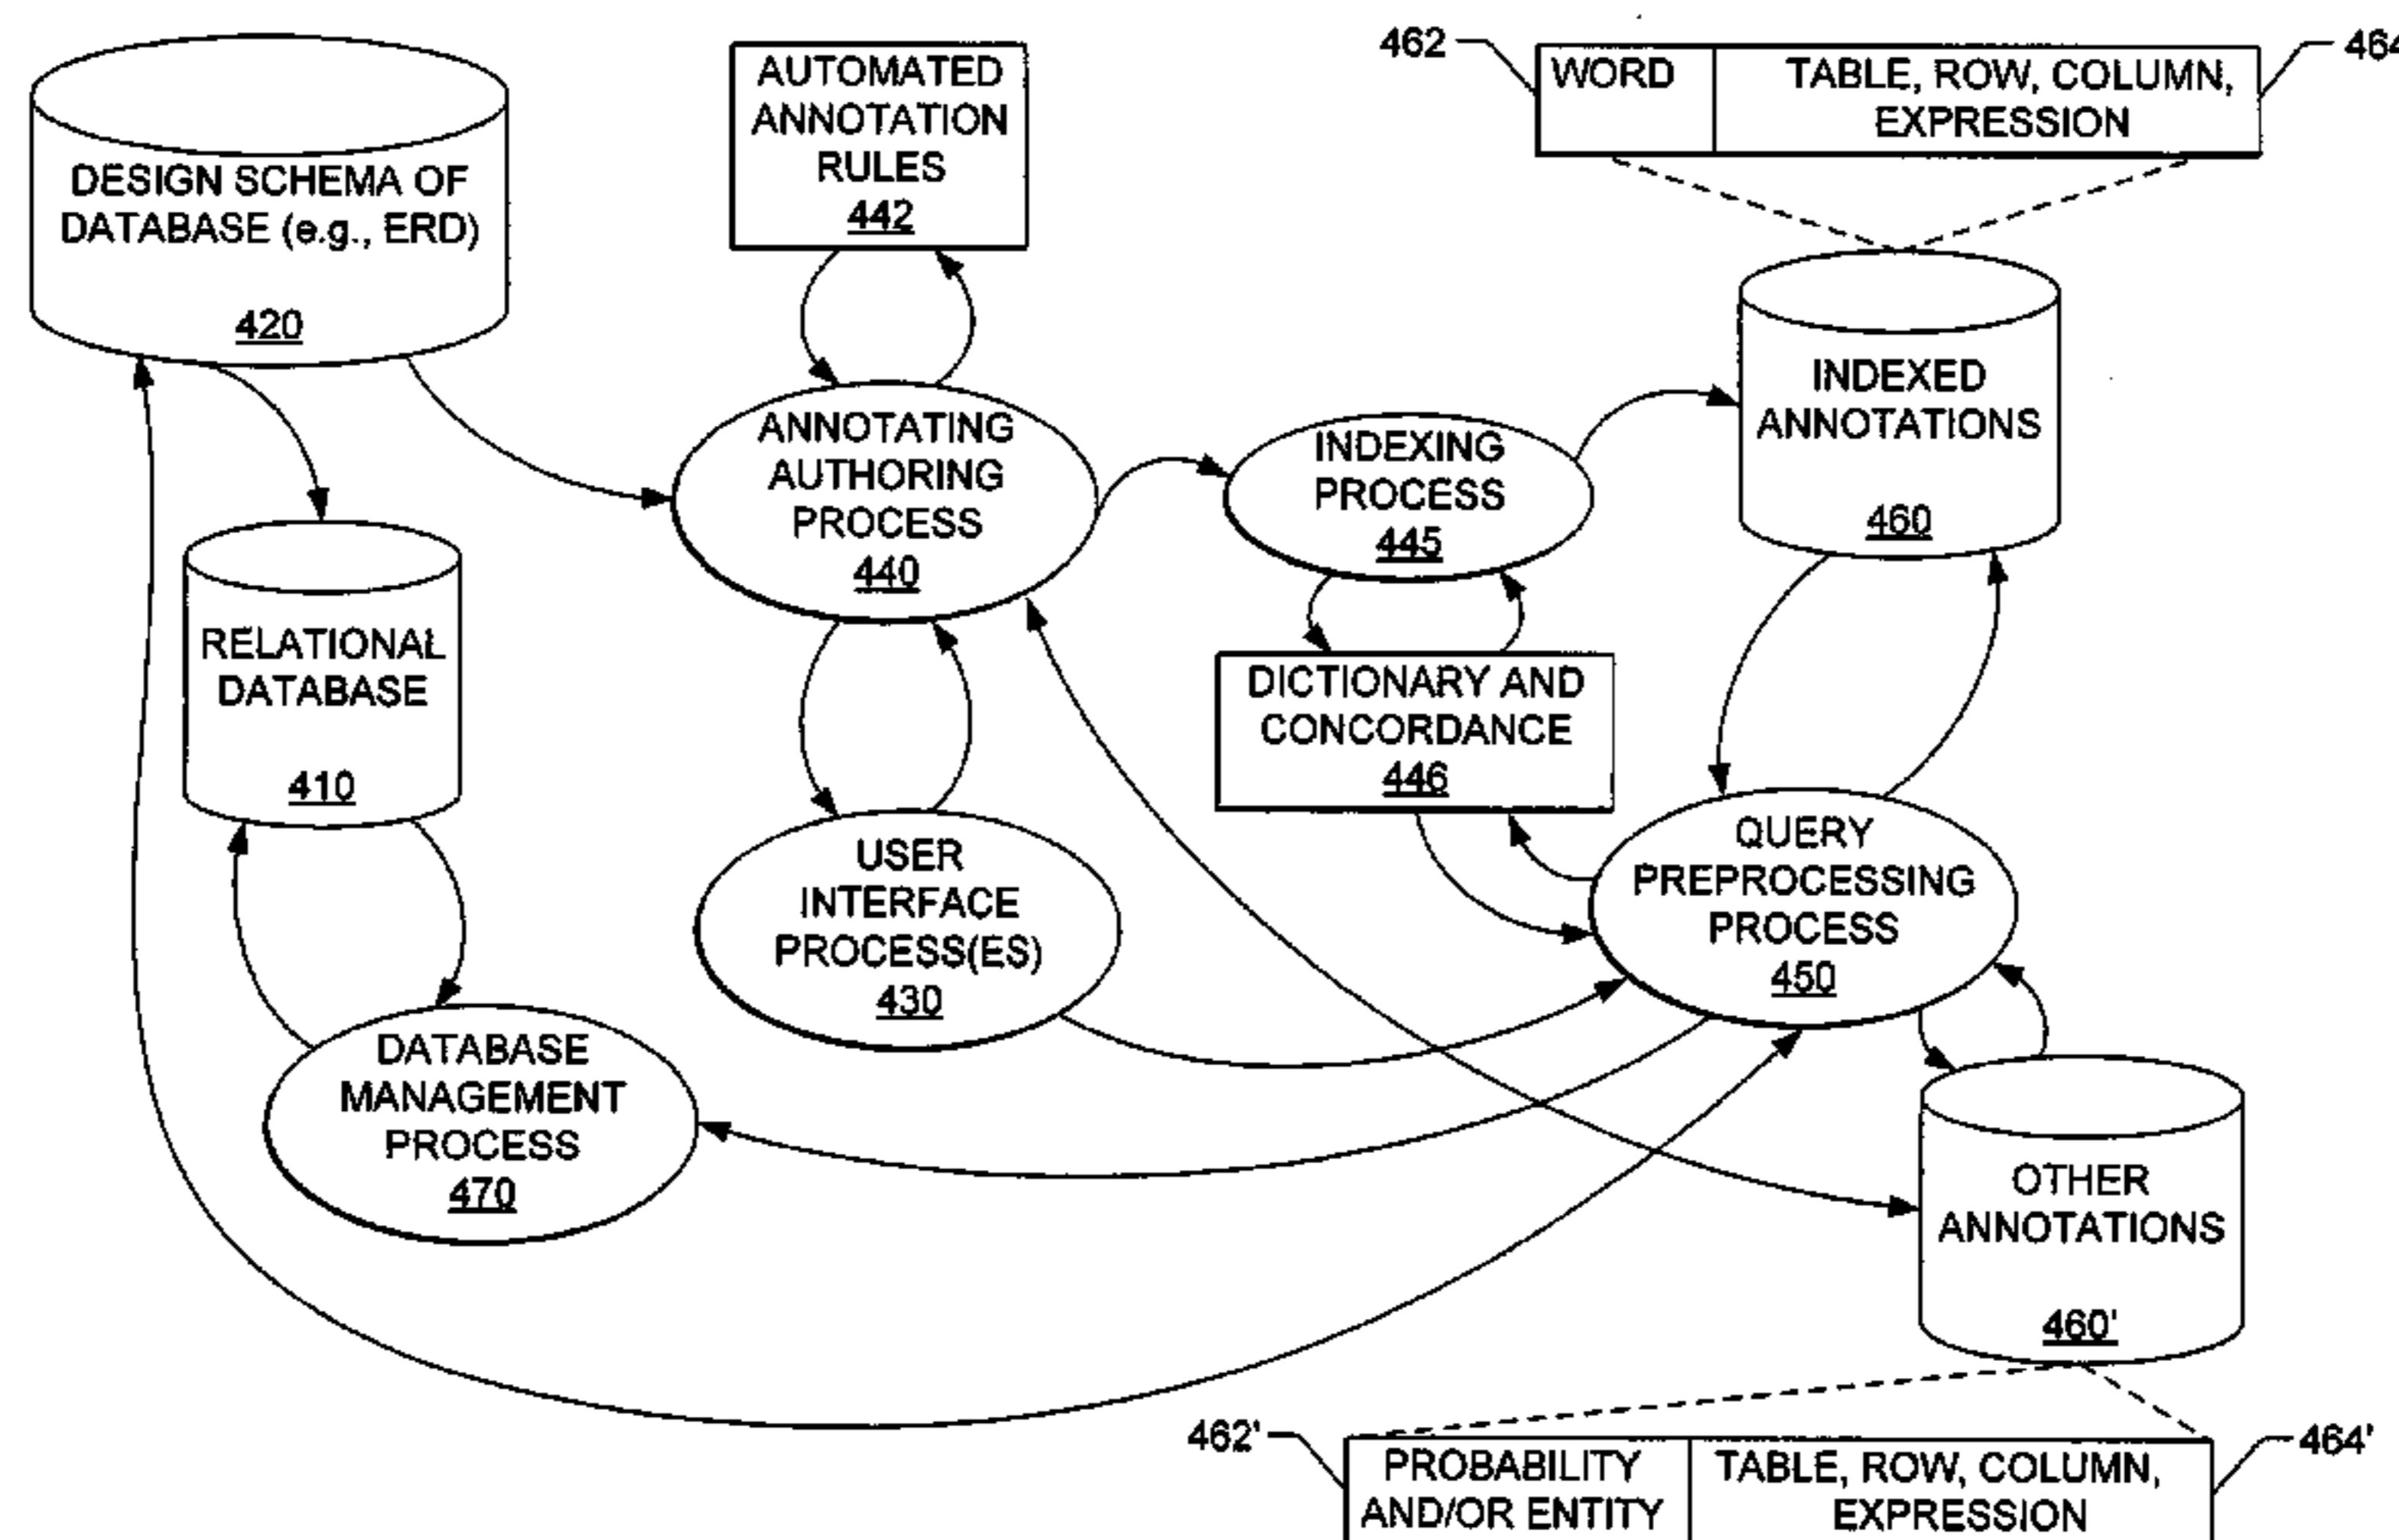 DESIGN SCHEMA OF
DATABASE (e.g., ERD)
420
AUTOMATED
ANNOTATION
RULES
442
462
WORD
TABLE, ROW, COLUMN,
EXPRESSION
464
INDEXED
ANNOTATIONS
460
ANNOTATING
AUTHORING
PROCESS
440
INDEXING
PROCESS
445
RELATIONAL
DATABASE
410
DICTIONARY AND
CONCORDANCE
446
USER
INTERFACE
PROCESS(ES)
430
QUERY
PREPROCESSING
PROCESS
450
DATABASE
MANAGEMENT
PROCESS
470
OTHER
ANNOTATIONS
460'
462'
PROBABILITY
AND/OR ENTITY
TABLE, ROW, COLUMN,
EXPRESSION
464'